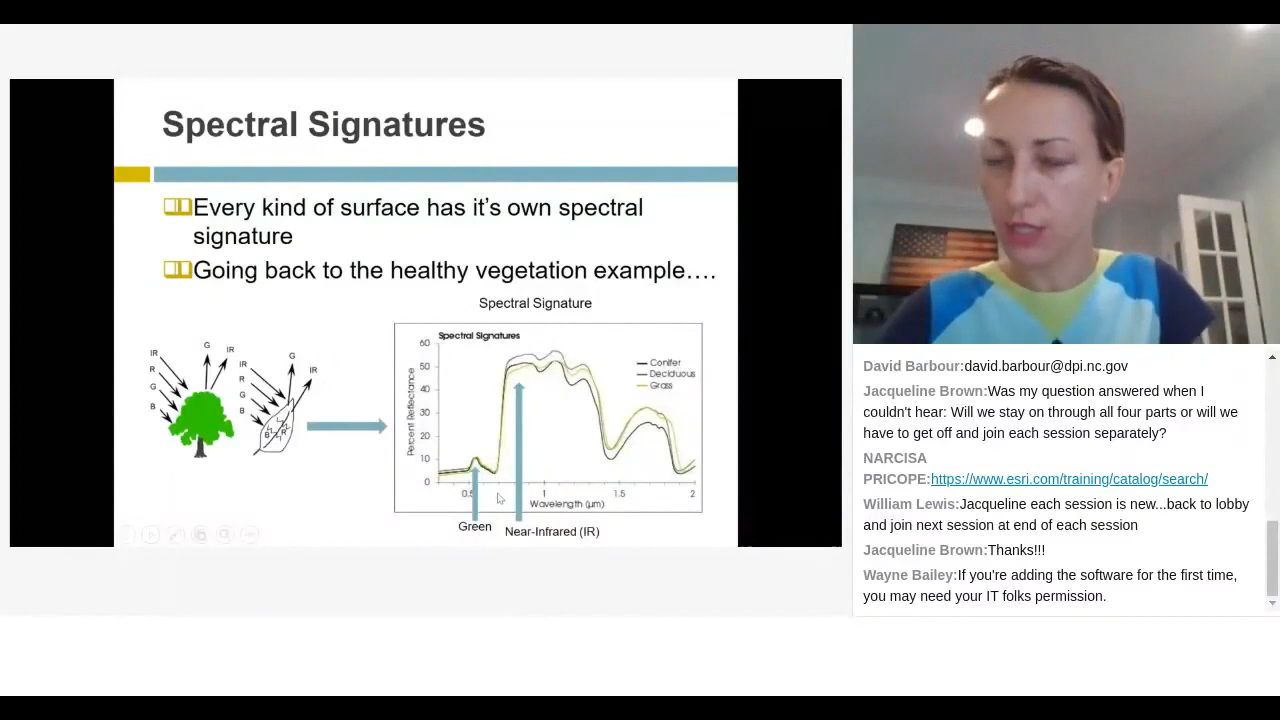 Spectral Signatures
Every kind of surface has it's own spectral
signature
Going back to the healthy vegetation example....
Spectral Signature
Spectral Signatures
60
50
40
30
20
10
0
Percent Reflectance
Conifer
Deciduous
Grass
0.5
1
1.5
2
Wavelength (µm)
Green
Near-Infrared (IR)
IR
R
G
B
G
IR
IR
R
G
B
G
IR
B
R
David Barbour:david.barbour@dpi.nc.gov
Jacqueline Brown:Was my question answered when I
couldn't hear: Will we stay on through all four parts or will we
have to get off and join each session separately?
NARCISA
PRICOPE:https://www.esri.com/training/catalog/search/
William Lewis:Jacqueline each session is new...back to lobby
and join next session at end of each session
Jacqueline Brown:Thanks!!!
Wayne Bailey:If you're adding the software for the first time,
you may need your IT folks permission.